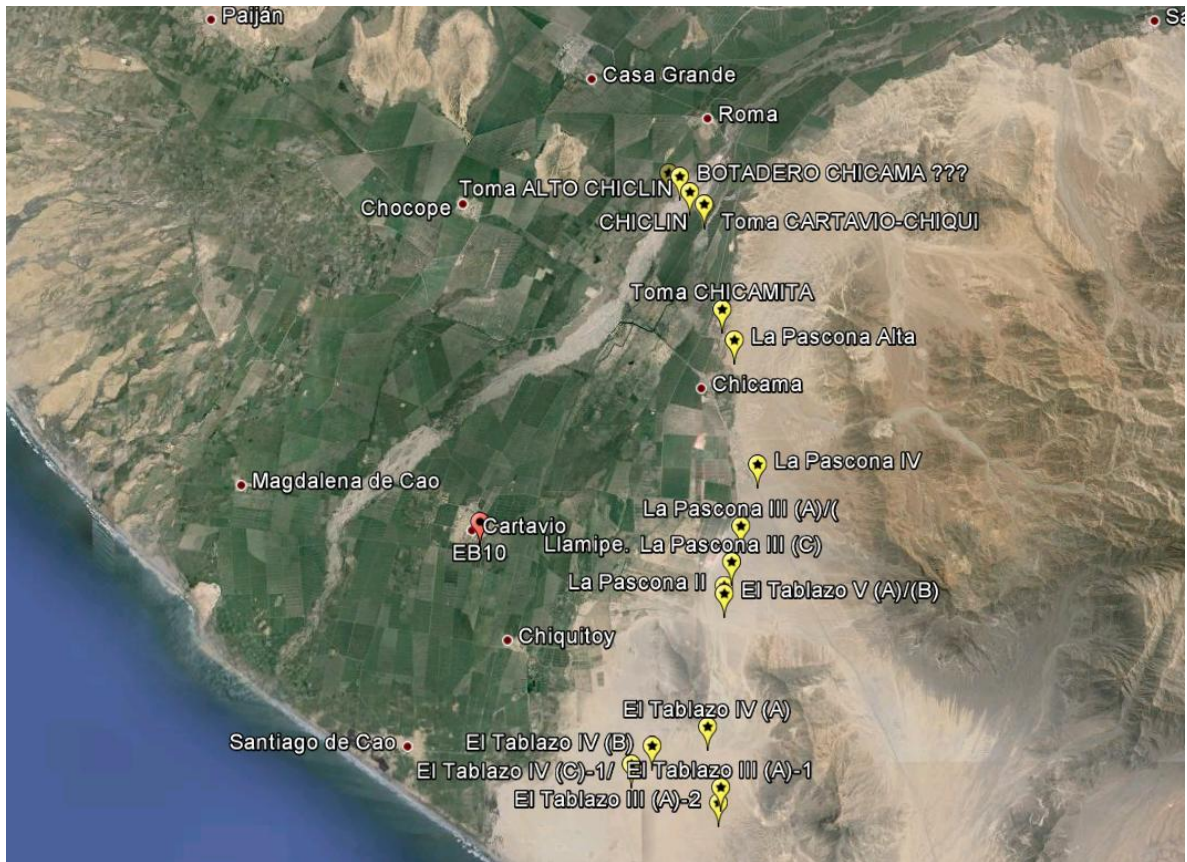 Paiján
Sa
Casa Grande
Roma
BOTADERO CHICAMA ???
Toma ALTO CHICLIN
Chocope
CHICLIN
Toma CARTAVIO-CHIQUI
Toma CHICAMITA
La Pascona Alta
Chicama
La Pascona IV
Magdalena de Cao
La Pascona III (A)/(
Cartavio
EB10
Llamipe.
La Pascona III (C)
La Pascona II
El Tablazo V (A)/(B)
Chiquitoy
El Tablazo IV (A)
Santiago de Cao
El Tablazo IV (B)
El Tablazo IV (C)-1/
El Tablazo III (A)-1
El Tablazo III (A)-2